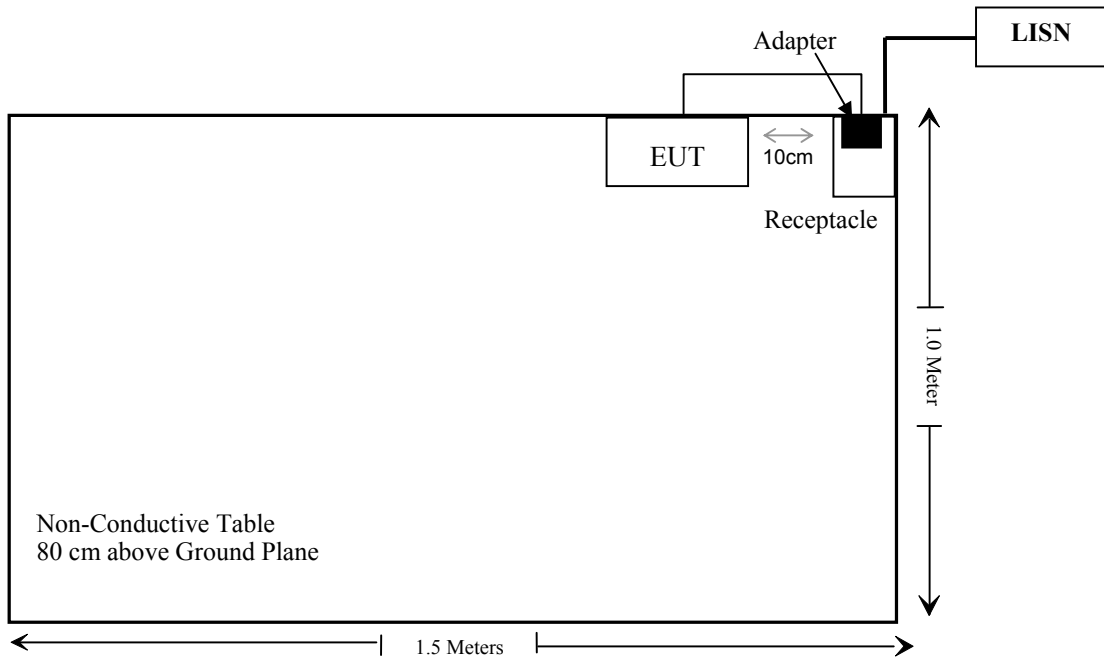 LISN
Adapter
EUT
10cm
Receptacle
1.0 Meter
Non-Conductive Table
80 cm above Ground Plane
1.5 Meters